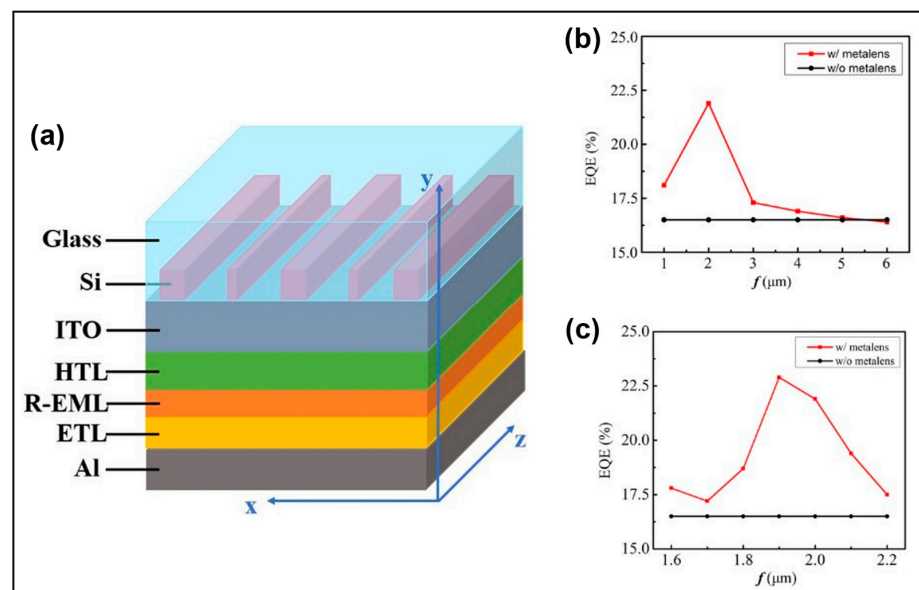 (a)
y
Glass
Si
ITO
HTL
R-EML
ETL
Al
x
z
(b)
25.0
22.5
20.0
17.5
15.0
EQE (%)
w/ metalens
w/o metalens
1 2 3 4 5 6
f (μm)
(c)
25.0
22.5
20.0
17.5
15.0
EQE (%)
w/ metalens
w/o metalens
1.6 1.8 2.0 2.2
f (μm)